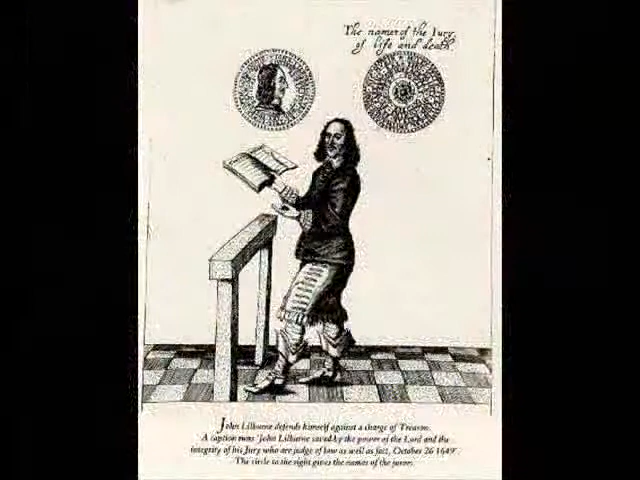 The names of the Jury
of life and death.
John Lilburne defends himself against a charge of Treason.
A caption runs 'John Lilburne saved by the power of the Lord and the
integrity of his Jury who are judge of law as well as fact, October 26 1649'.
The circle to the right gives the names of the jurors.